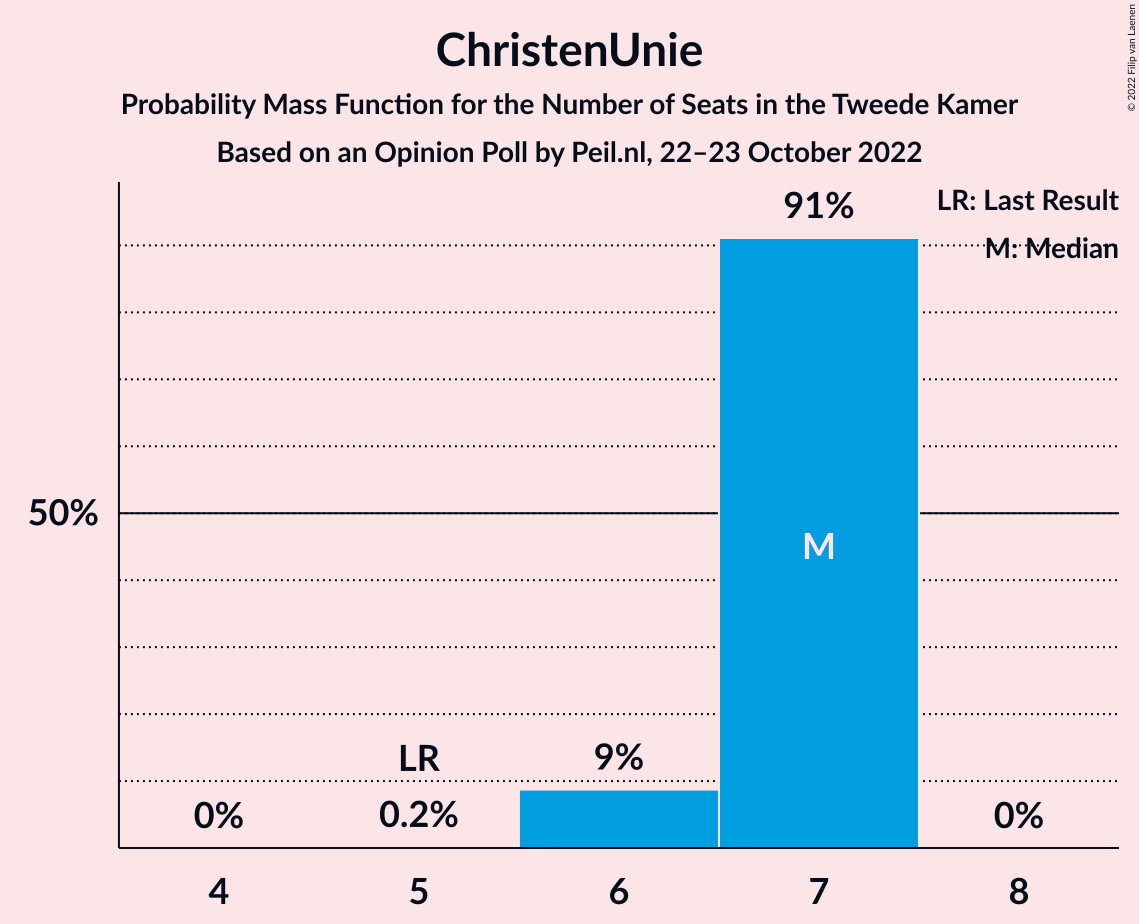 ChristenUnie
Probability Mass Function for the Number of Seats in the Tweede Kamer
Based on an Opinion Poll by Peil.nl, 22–23 October 2022
© 2022 Filip van Laenen
LR: Last Result
M: Median
91%
50%
M
LR
9%
0%
0.2%
0%
4
5
6
7
8